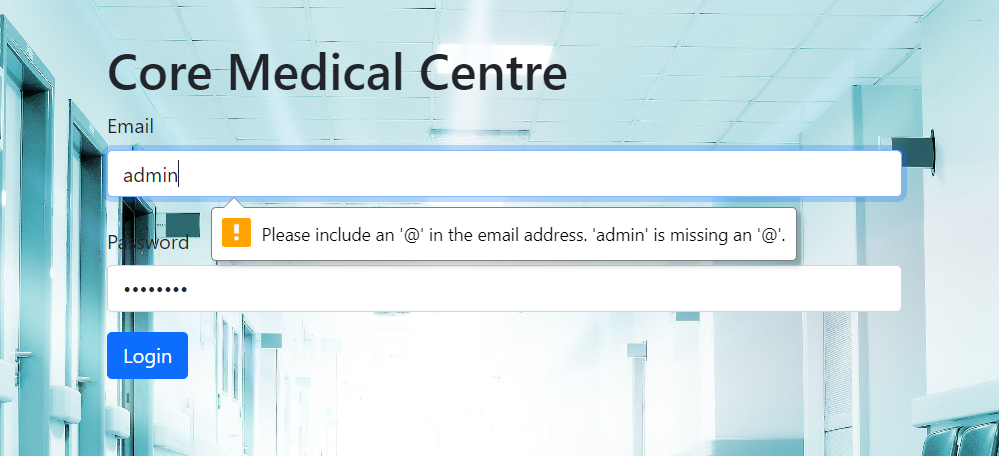 Core Medical Centre
Email
admin
Please include an '@' in the email address. 'admin' is missing an '@'.
Password
••••••••
Login